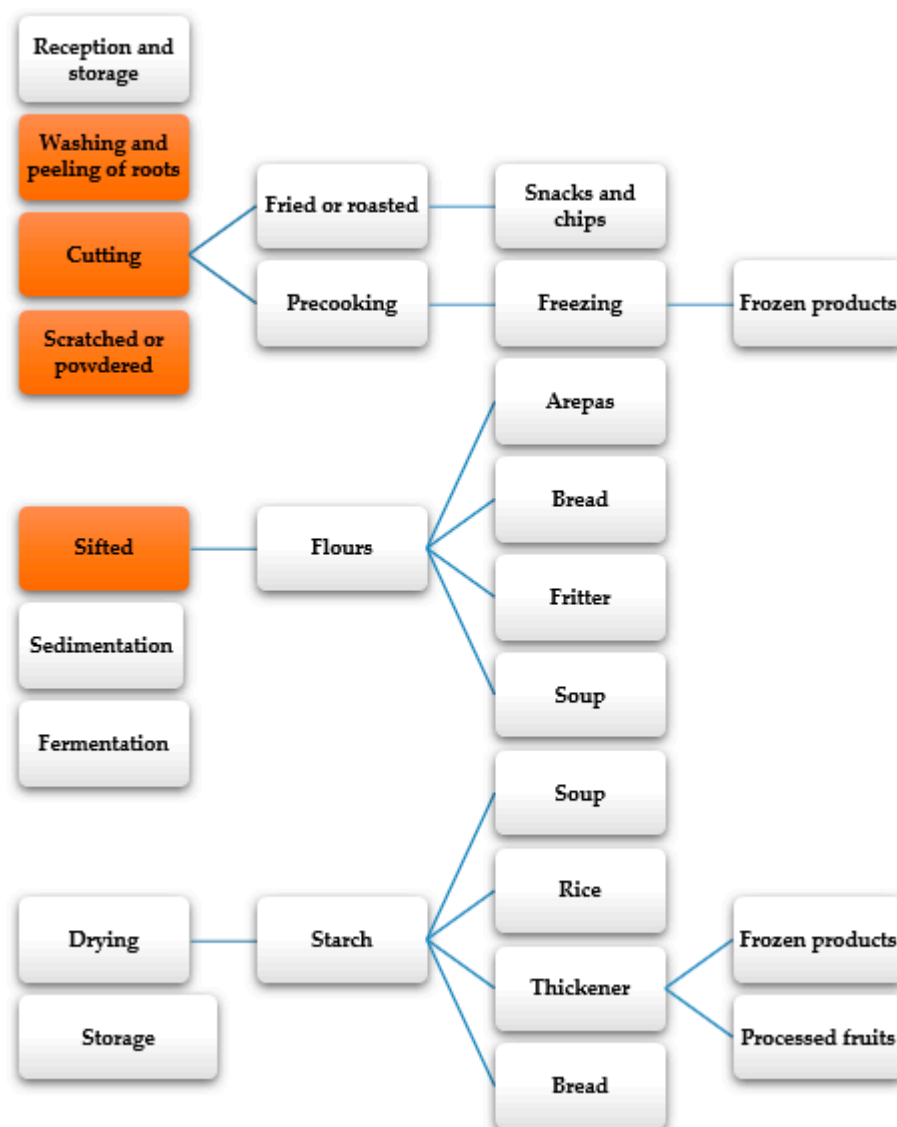 Reception and
storage
Washing and
peeling of roots
Cutting
Fried or roasted
Snacks and
chips
Precooking
Freezing
Frozen products
Scratched or
powdered
Arepas
Bread
Sifted
Flours
Fritter
Soup
Sedimentation
Fermentation
Soup
Rice
Drying
Starch
Thickener
Frozen products
Processed fruits
Storage
Bread